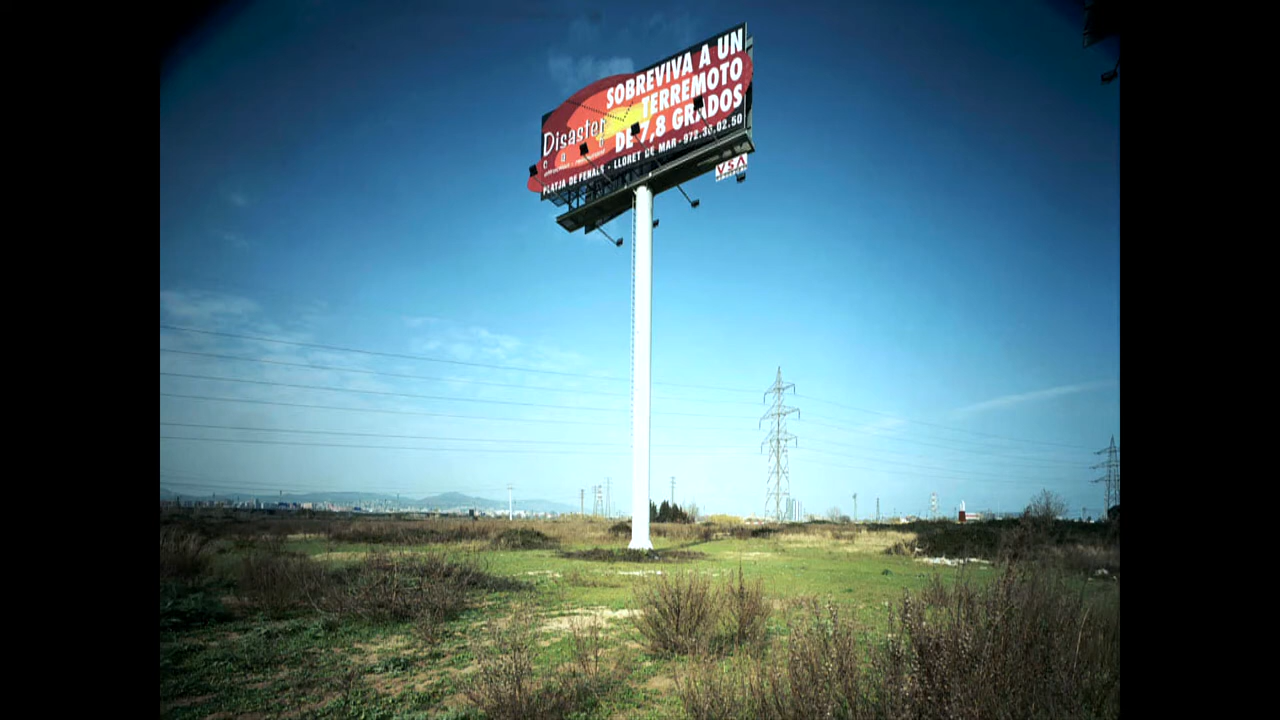 SOBREVIVA A UN
TERREMOTO
DE 7,8 GRADOS
Disaster
c a f e
PLATJA DE FENALS - LLORET DE MAR - 972.36.02.50
VSA